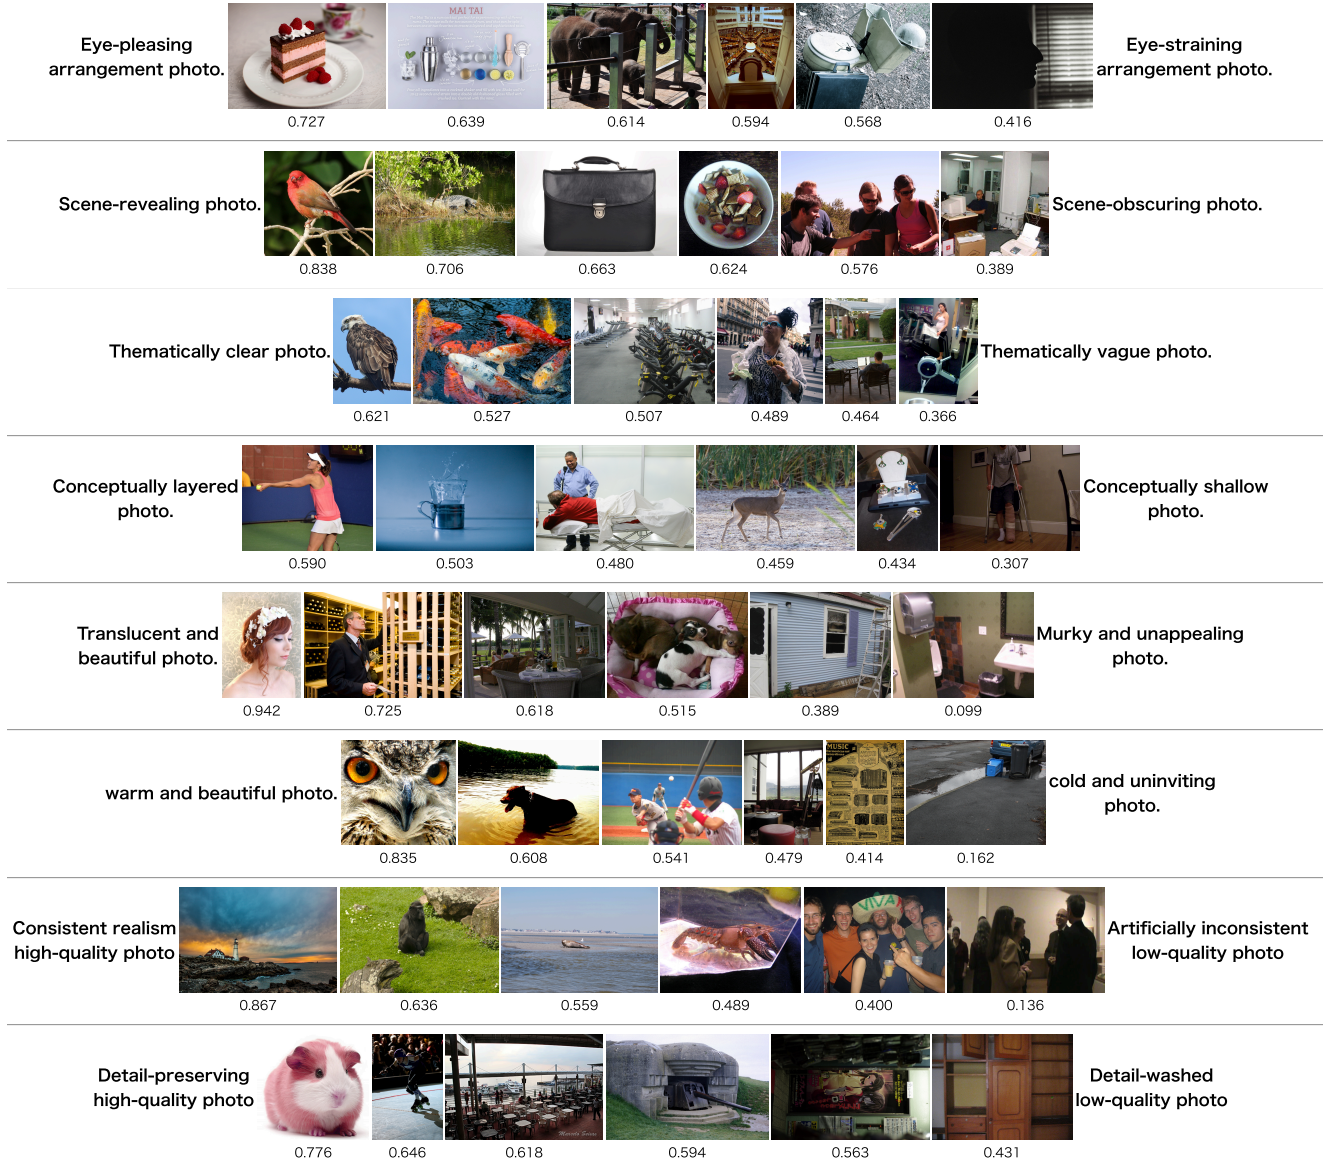 Eye-pleasing
arrangement photo.
MAI TAI
Eye-straining
arrangement photo.
0.727 0.639 0.614 0.594 0.568 0.416
Scene-revealing photo.
Scene-obscuring photo.
0.838 0.706 0.663 0.624 0.576 0.389
Thematically clear photo.
Thematically vague photo.
0.621 0.527 0.507 0.489 0.464 0.366
Conceptually layered
photo.
Conceptually shallow
photo.
0.590 0.503 0.480 0.459 0.434 0.307
Translucent and
beautiful photo.
Murky and unappealing
photo.
0.942 0.725 0.618 0.515 0.389 0.099
warm and beautiful photo.
MUSIC
cold and uninviting
photo.
0.835 0.608 0.541 0.479 0.414 0.162
Consistent realism
high-quality photo
VIVA
Artificially inconsistent
low-quality photo
0.867 0.636 0.559 0.489 0.400 0.136
Detail-preserving
high-quality photo
Detail-washed
low-quality photo
0.776 0.646 0.618 0.594 0.563 0.431